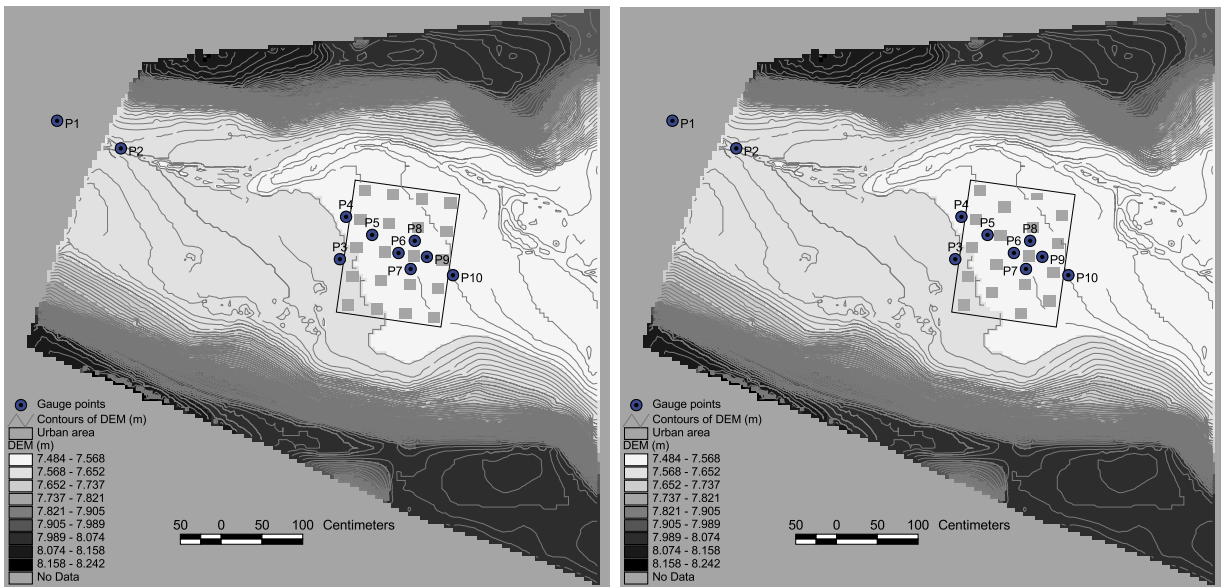 P1
P2
P4
P5
P8
P3
P6
P9
P7
P10
Gauge points
Contours of DEM (m)
Urban area
DEM (m)
7.484 - 7.568
7.568 - 7.652
7.652 - 7.737
7.737 - 7.821
7.821 - 7.905
7.905 - 7.989
7.989 - 8.074
8.074 - 8.158
8.158 - 8.242
No Data
50 0 50 100 Centimeters
P1
P2
P4
P5
P8
P3
P6
P9
P7
P10
Gauge points
Contours of DEM (m)
Urban area
DEM (m)
7.484 - 7.568
7.568 - 7.652
7.652 - 7.737
7.737 - 7.821
7.821 - 7.905
7.905 - 7.989
7.989 - 8.074
8.074 - 8.158
8.158 - 8.242
No Data
50 0 50 100 Centimeters